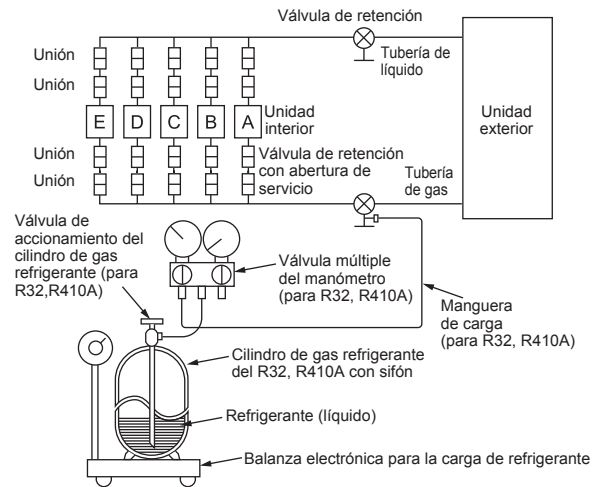 Válvula de retención
Unión
Unión
Tubería de
líquido
E D C B A
Unidad
interior
Unidad
exterior
Unión
Unión
Válvula de retención
con abertura de
servicio
Tubería
de gas
Válvula de
accionamiento del
cilindro de gas
refrigerante (para
R32,R410A)
Válvula múltiple
del manómetro
(para R32, R410A)
Manguera
de carga
(para R32, R410A)
Cilindro de gas refrigerante
del R32, R410A con sifón
Refrigerante (líquido)
Balanza electrónica para la carga de refrigerante